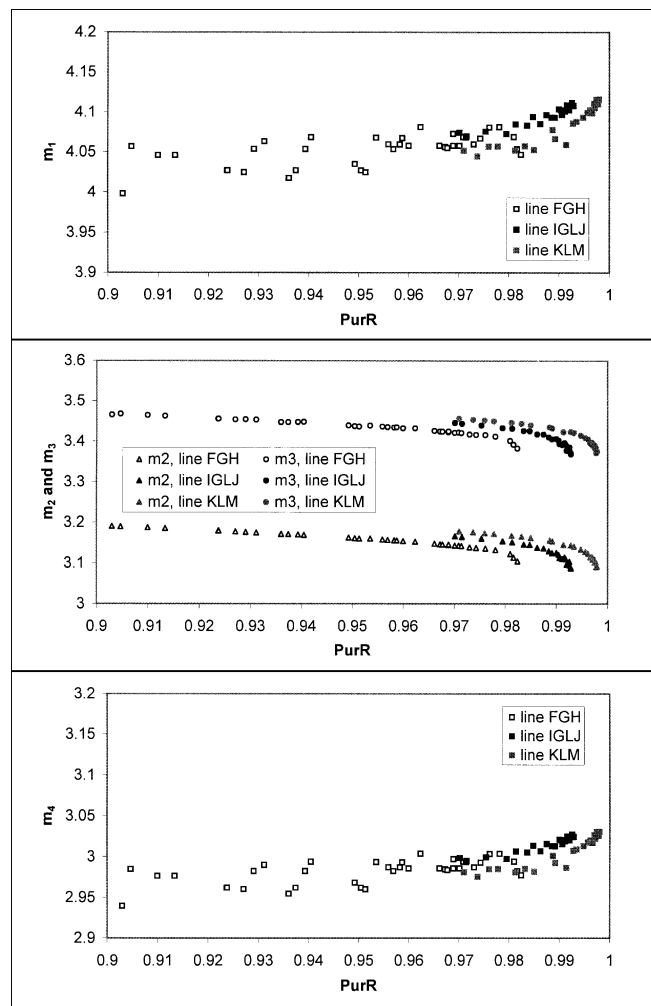 4.2
4.15
4.1
4.05
4
3.95
3.9
m1
0.9 0.91 0.92 0.93 0.94 0.95 0.96 0.97 0.98 0.99 1
PurR
line FGH
line IGLJ
line KLM
3.6
3.5
3.4
3.3
3.2
3.1
3
m2 and m3
m2, line FGH m3, line FGH
m2, line IGLJ m3, line IGLJ
m2, line KLM m3, line KLM
0.9 0.91 0.92 0.93 0.94 0.95 0.96 0.97 0.98 0.99 1
PurR
3.2
3.15
3.1
3.05
3
2.95
2.9
m4
line FGH
line IGLJ
line KLM
0.9 0.91 0.92 0.93 0.94 0.95 0.96 0.97 0.98 0.99 1
PurR